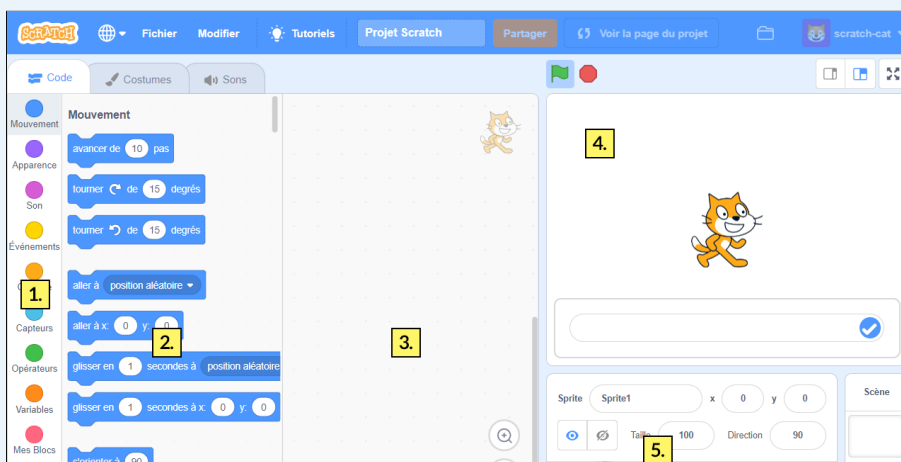 SCRATCH Fichier Modifier Tutoriels Projet Scratch Partager Voir la page du projet scratch-cat
Code Costumes Sons
Mouvement
Apparence
Son
Événements
1.
Capteurs
Opérateurs
Variables
Mes Blocs
Mouvement
avancer de 10 pas
tourner de 15 degrés
tourner de 15 degrés
aller à position aléatoire
aller à x: 0 y: 0
2.
glisser en 1 secondes à position aléatoire
glisser en 1 secondes à x: 0 y: 0
s'orienter à 90
3.
4.
Sprite Sprite1 x 0 y 0
Taille 100 Direction 90
5.
Scène